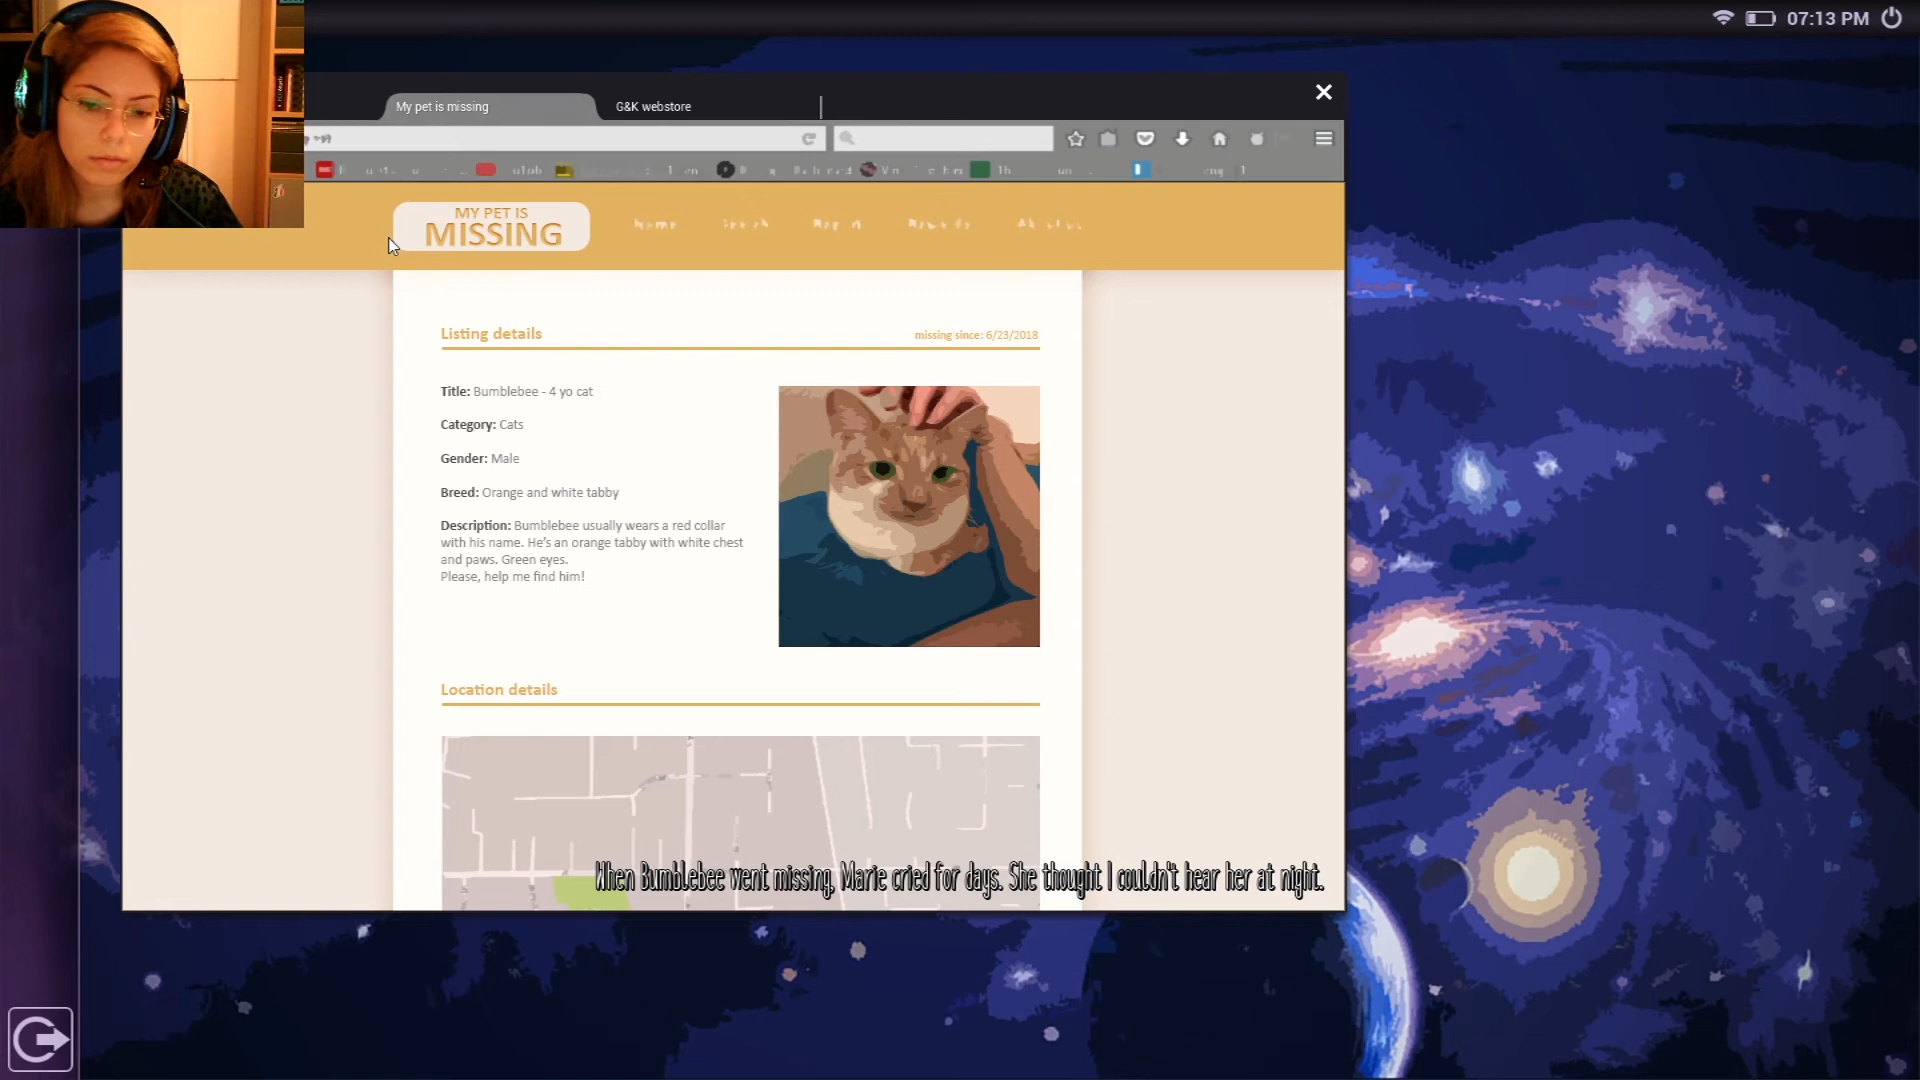 07:13 PM
My pet is missing
G&K webstore
MY PET IS
MISSING
Listing details
missing since: 6/23/2018
Title: Bumblebee - 4 yo cat
Category: Cats
Gender: Male
Breed: Orange and white tabby
Description: Bumblebee usually wears a red collar
with his name. He's an orange tabby with white chest
and paws. Green eyes.
Please, help me find him!
Location details
When Bumblebee went missing, Marie cried for days. She thought I couldn't hear her at night.